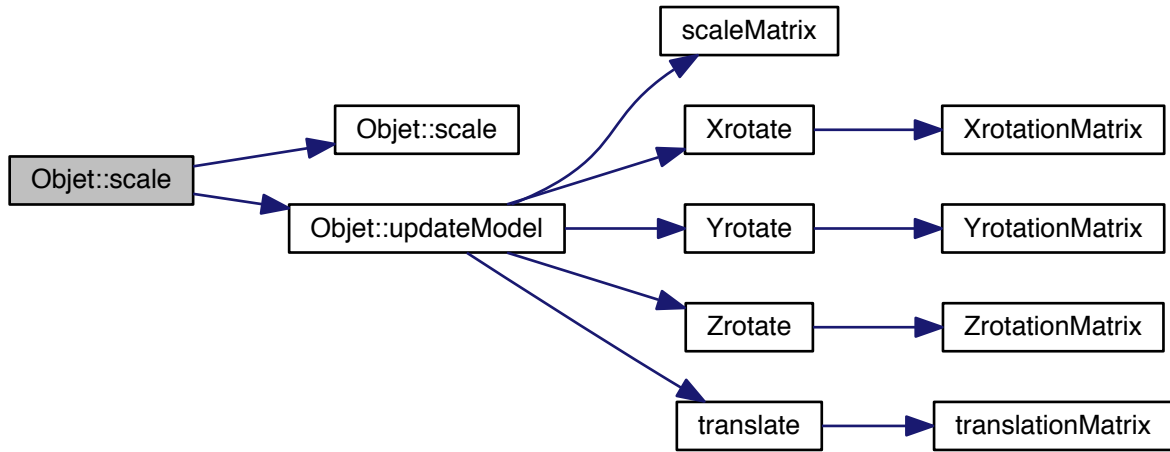 scaleMatrix
Objet::scale
Xrotate
XrotationMatrix
Objet::scale
Objet::updateModel
Yrotate
YrotationMatrix
Zrotate
ZrotationMatrix
translate
translationMatrix